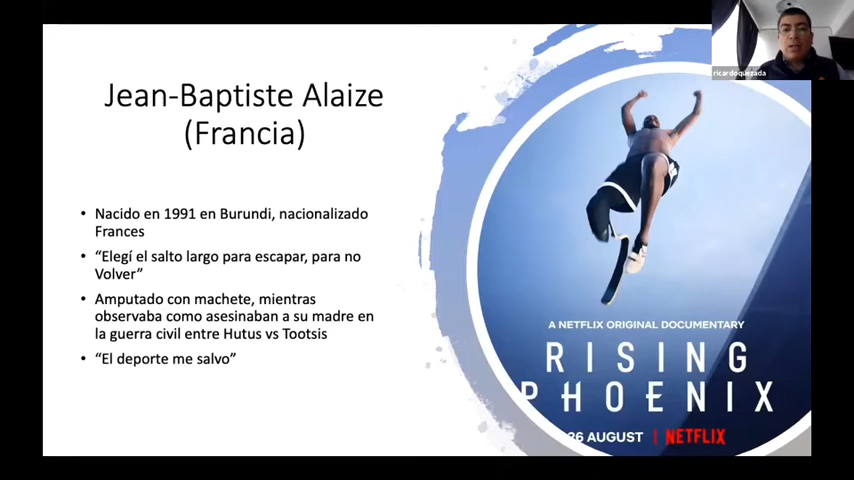 ricardoquezada
Jean-Baptiste Alaize
(Francia)
• Nacido en 1991 en Burundi, nacionalizado
Frances
• “Elegí el salto largo para escapar, para no
Volver”
• Amputado con machete, mientras
observaba como asesinaban a su madre en
la guerra civil entre Hutus vs Tootsis
• “El deporte me salvo”
A NETFLIX ORIGINAL DOCUMENTARY
RISING
PHOENIX
26 AUGUST | NETFLIX